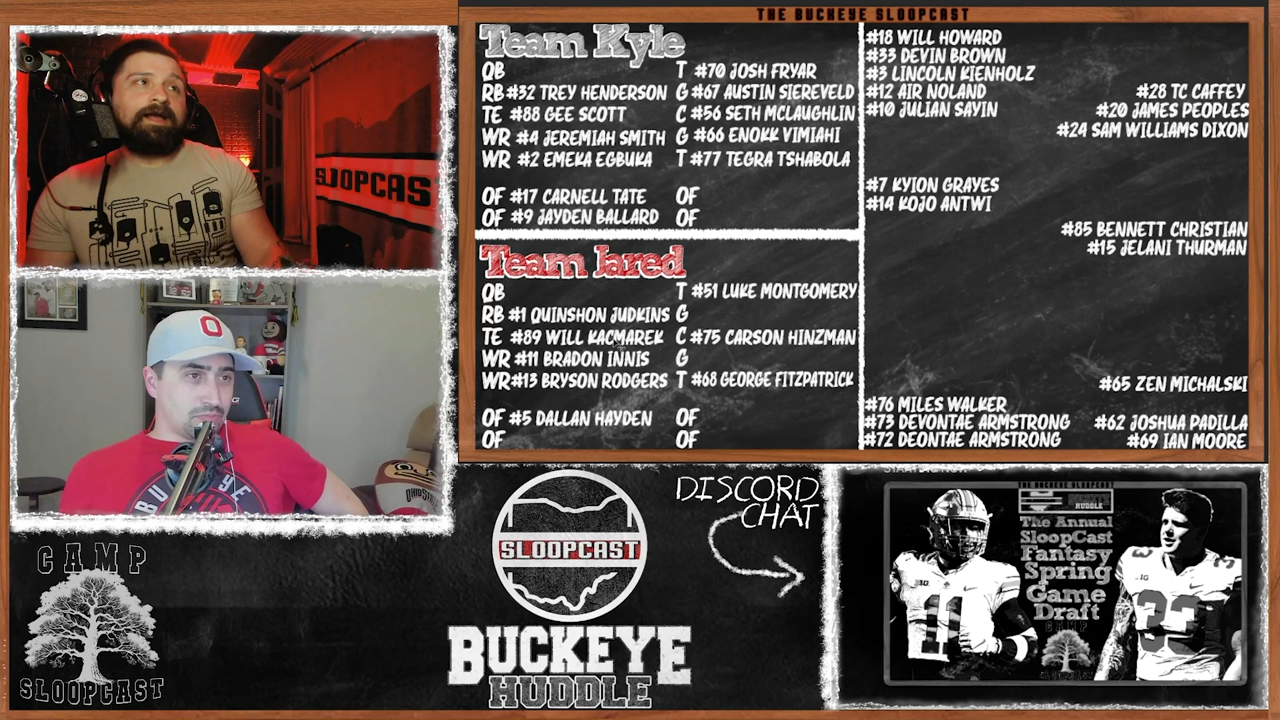 THE BUCKEYE SLOOPCAST
SLOOPCAS
Team Kyle
QB
RB #32 TREY HENDERSON
TE #88 GEE SCOTT
WR #4 JEREMIAH SMITH
WR #2 EMEKA EGBUKA
OF #17 CARNELL TATE
OF #9 JAYDEN BALLARD
T #70 JOSH FRYAR
G #67 AUSTIN SIEREVELD
C #56 SETH MCLAUGHLIN
G #66 ENOKK VIMIAHI
T #77 TEGRA TSHABOLA
OF
OF
Team Jared
QB
RB #1 QUINSHON JUDKINS
TE #89 WILL KACMAREK
WR #11 BRADON INNIS
WR #13 BRYSON RODGERS
OF #5 DALLAN HAYDEN
OF
T #51 LUKE MONTGOMERY
G
C #75 CARSON HINZMAN
G
T #68 GEORGE FITZPATRICK
OF
OF
#18 WILL HOWARD
#33 DEVIN BROWN
#3 LINCOLN KIENHOLZ
#12 AIR NOLAND
#10 JULIAN SAYIN
#28 TC CAFFEY
#20 JAMES PEOPLES
#24 SAM WILLIAMS DIXON
#7 KYION GRAYES
#14 KOJO ANTWI
#85 BENNETT CHRISTIAN
#15 JELANI THURMAN
#65 ZEN MICHALSKI
#76 MILES WALKER
#73 DEVONTAE ARMSTRONG
#72 DEONTAE ARMSTRONG
#62 JOSHUA PADILLA
#69 IAN MOORE
CAMP
SLOOPCAST
SLOOPCAST
BUCKEYE
HUDDLE
DISCORD
CHAT
The Annual
SloopCast
Fantasy
Spring
Game
Draft
CAMP
11
33